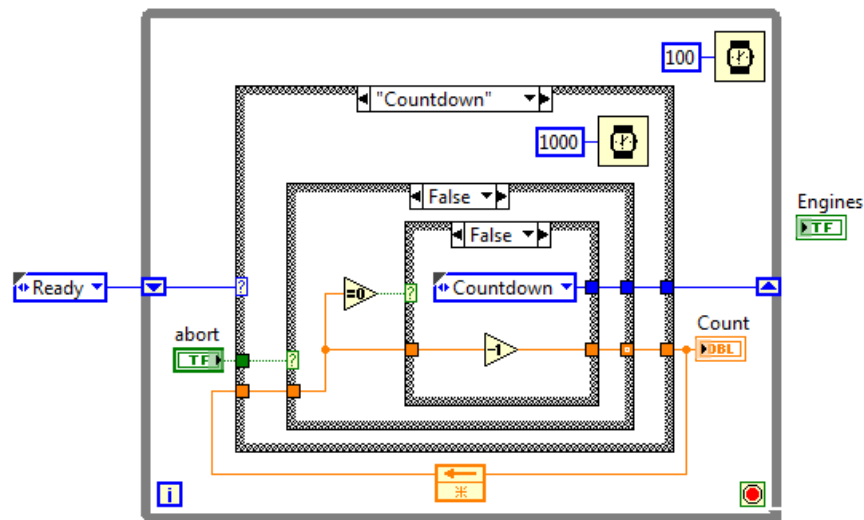 100
"Countdown"
1000
False
Engines
TF
False
Ready
?
=0
?
Countdown
abort
TF
?
-1
Count
DBL
i